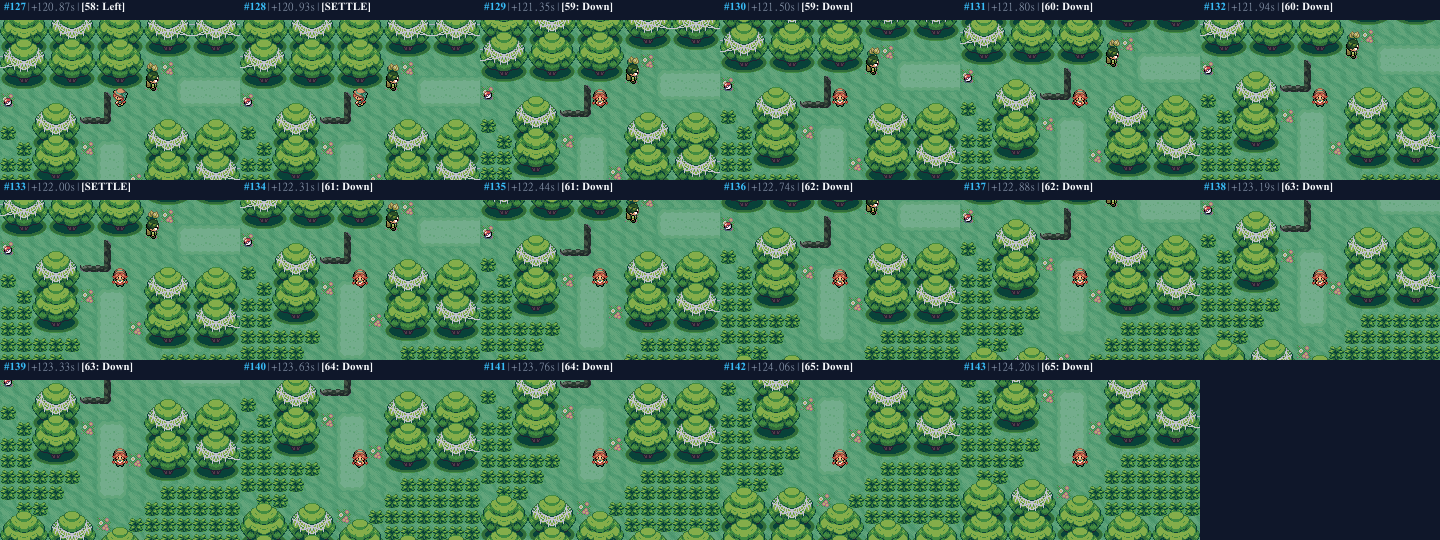 #127 | +120.87s | [58: Left]
#128 | +120.93s | [SETTLE]
#129 | +121.35s | [59: Down]
#130 | +121.50s | [59: Down]
#131 | +121.80s | [60: Down]
#132 | +121.94s | [60: Down]
#133 | +122.00s | [SETTLE]
#134 | +122.31s | [61: Down]
#135 | +122.44s | [61: Down]
#136 | +122.74s | [62: Down]
#137 | +122.88s | [62: Down]
#138 | +123.19s | [63: Down]
#139 | +123.33s | [63: Down]
#140 | +123.63s | [64: Down]
#141 | +123.76s | [64: Down]
#142 | +124.06s | [65: Down]
#143 | +124.20s | [65: Down]